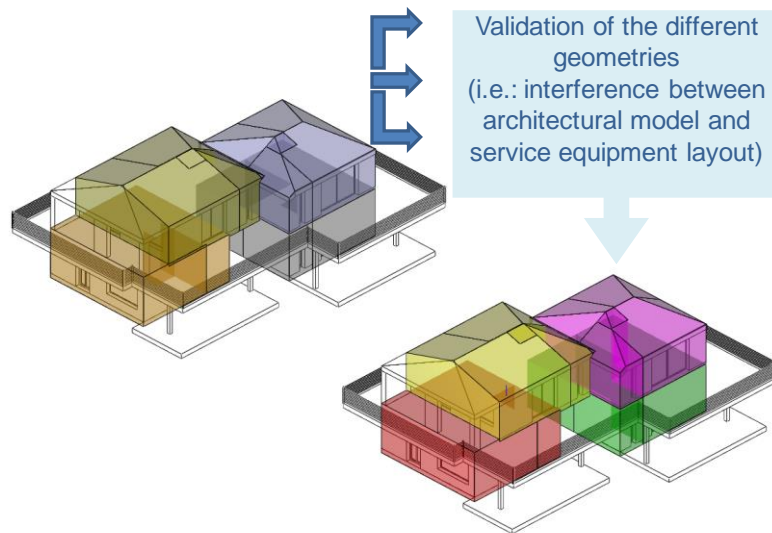 Validation of the different
geometries
(i.e.: interference between
architectural model and
service equipment layout)